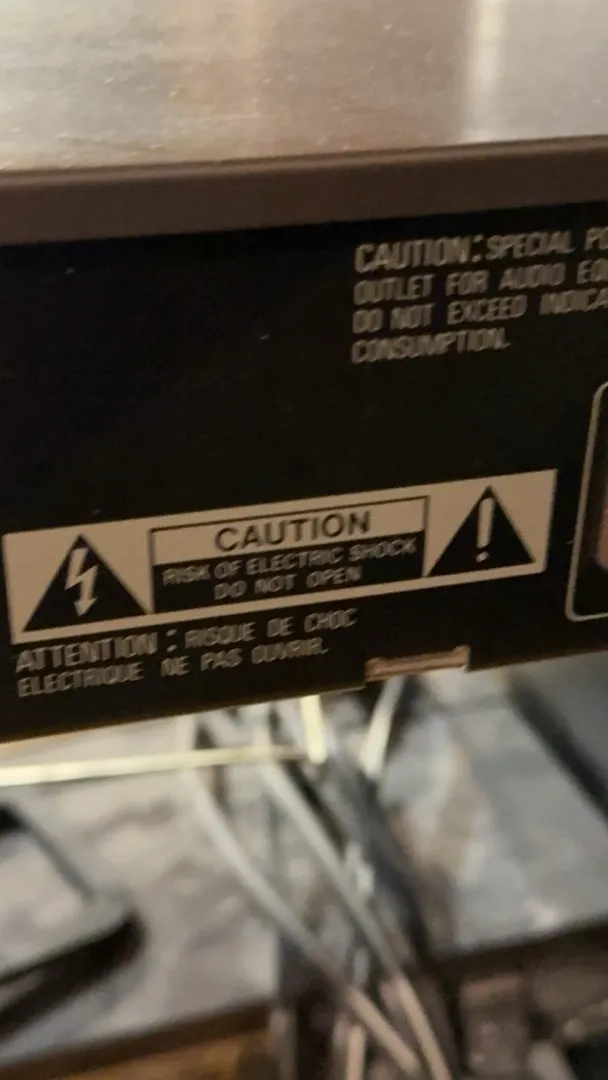 CAUTION: SPECIAL
OUTLET FOR AUDIO
DO NOT EXCEED
CONSUMPTION.
CAUTION
RISK OF ELECTRIC SHOCK
DO NOT OPEN
ATTENTION : RISQUE DE CHOC
ELECTRIQUE NE PAS OUVRIR.